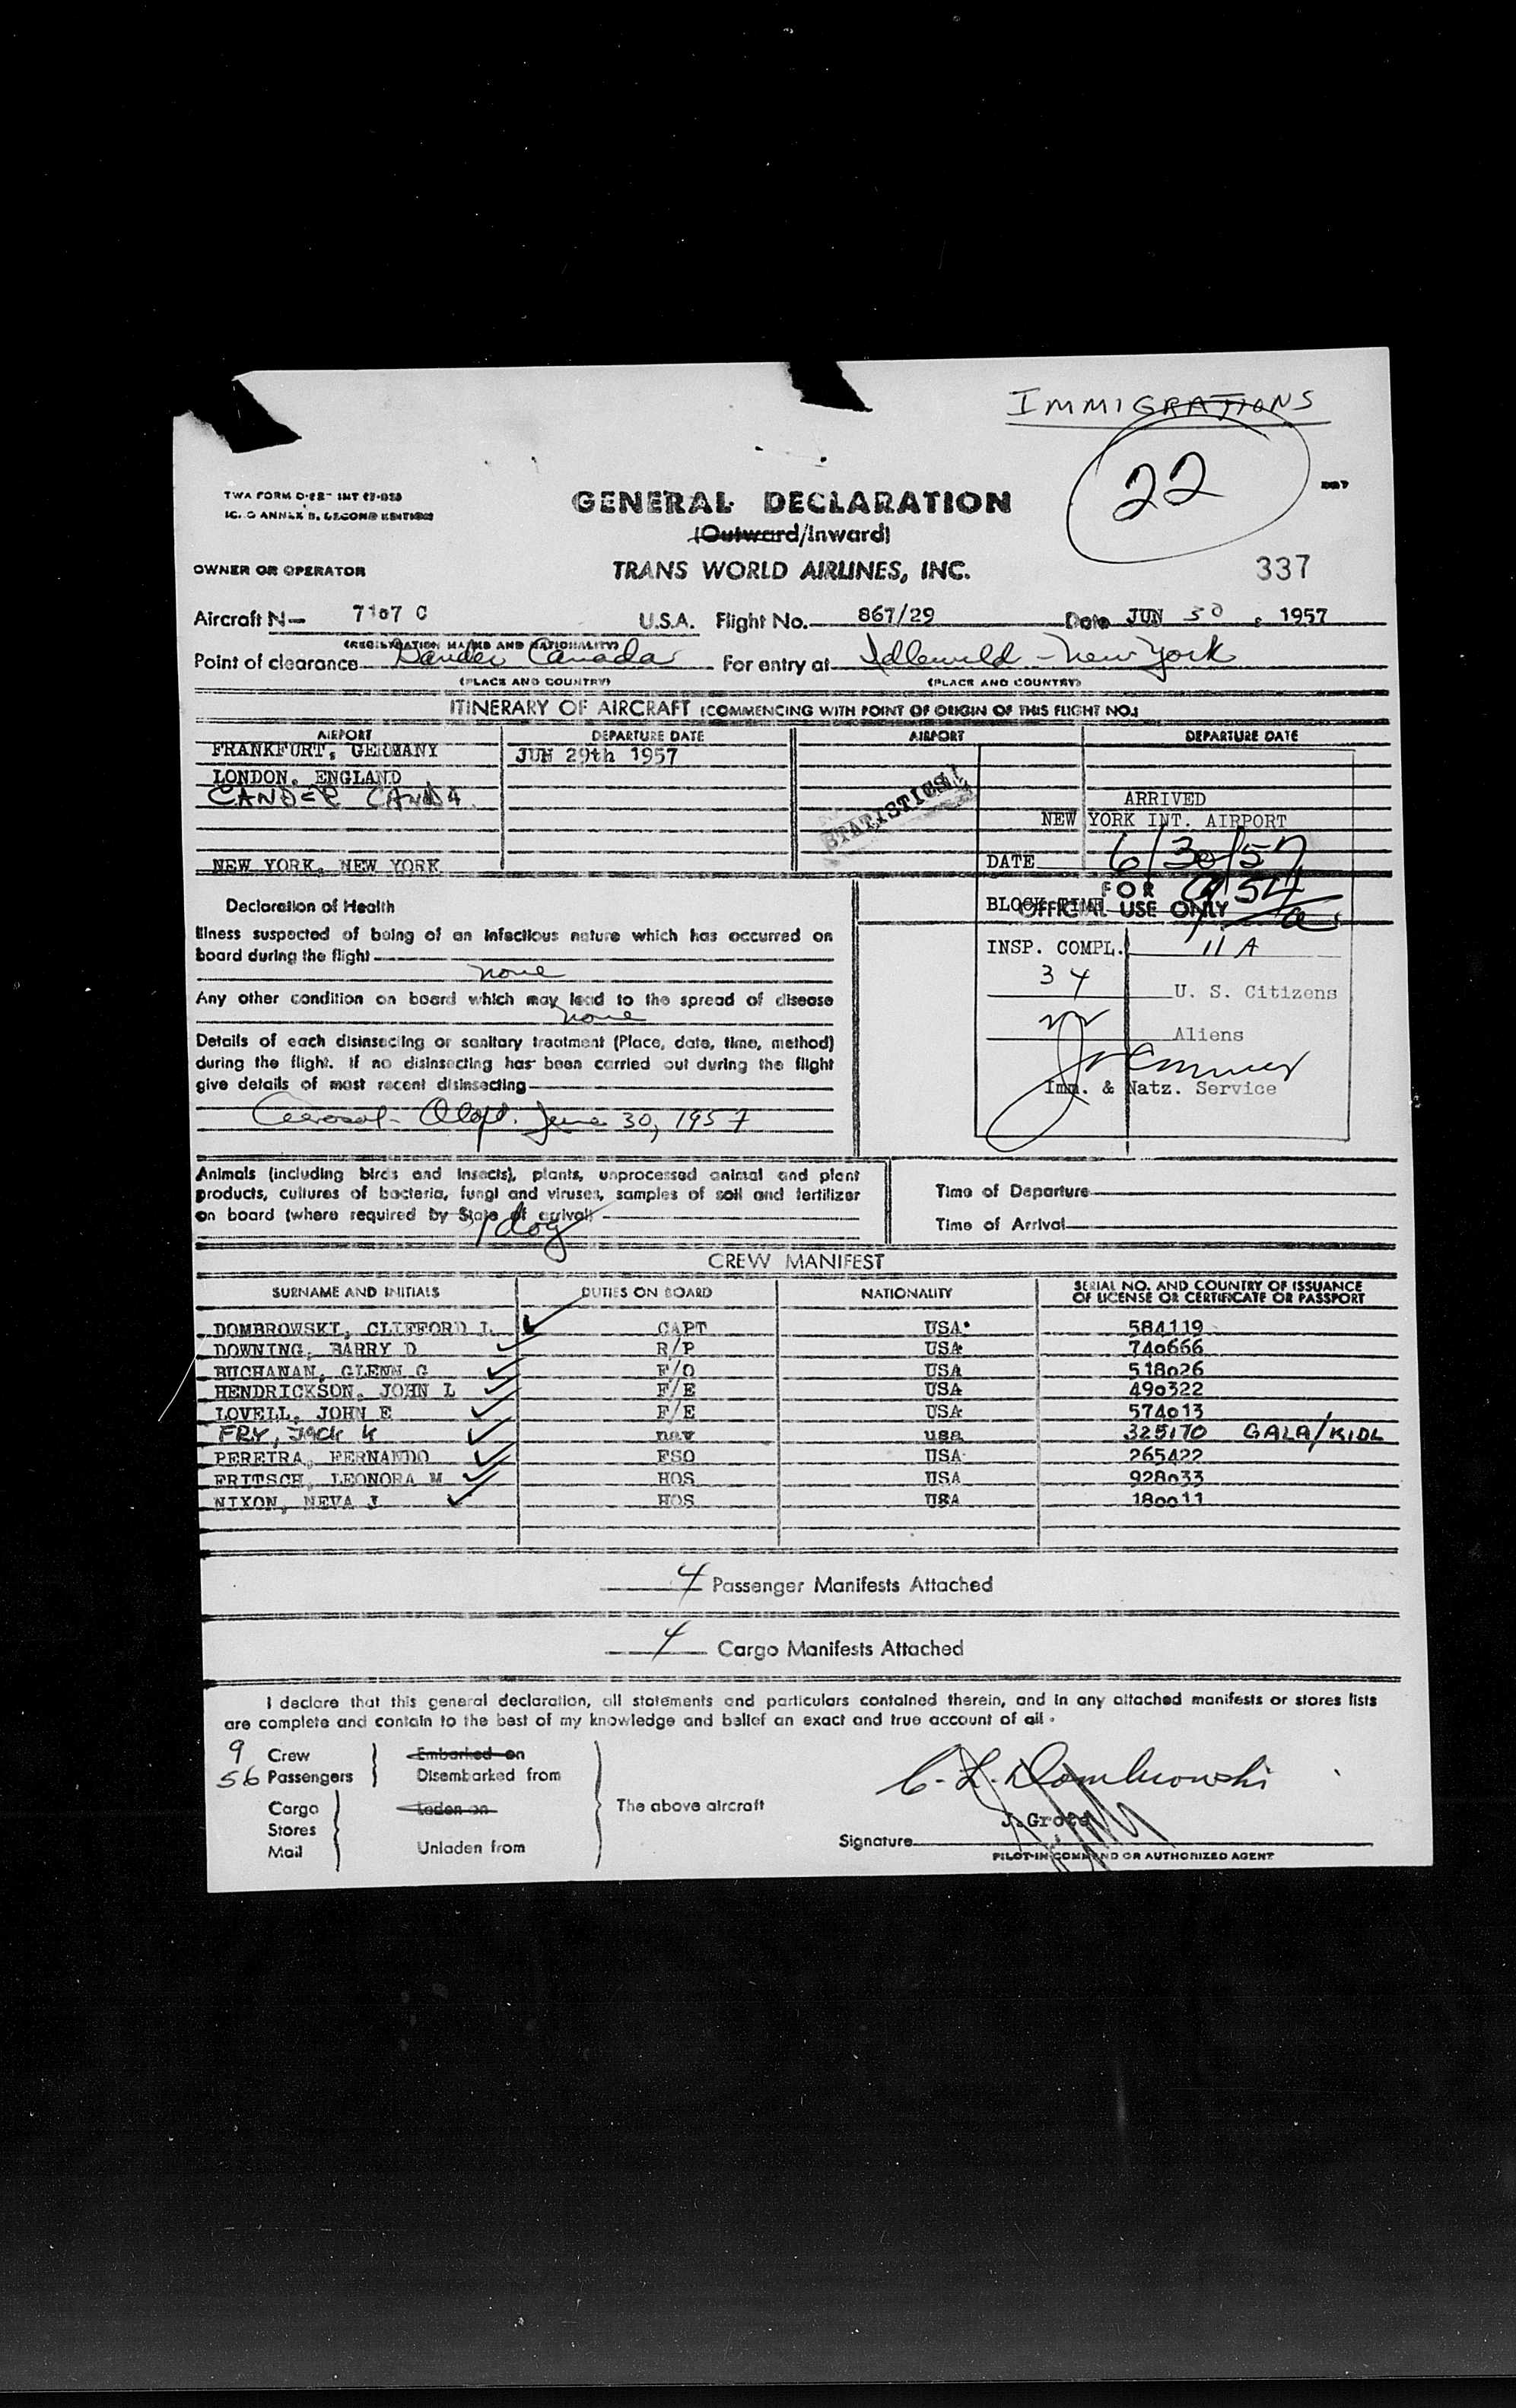 IMMIGRATIONS
22
TWA FORM
GENERAL DECLARATION
(Outward/Inward)
OWNER OR OPERATOR
TRANS WORLD AIRLINES, INC.
337
Aircraft N— 7107 C U.S.A. Flight No. 867/29 Date JUN 30, 1957
(REGISTRATION MARKS AND NATIONALITY)
Point of clearance Canada For entry at Idlewild - New York
(PLACE AND COUNTRY) (PLACE AND COUNTRY)
ITINERARY OF AIRCRAFT (COMMENCING WITH POINT OF ORIGIN OF THIS FLIGHT NO.)
AIRPORT DEPARTURE DATE AIRPORT DEPARTURE DATE
FRANKFURT, GERMANY JUN 29th 1957
LONDON, ENGLAND
CANDER CANDA
NEW YORK, NEW YORK
STATISTICS
ARRIVED
NEW YORK INT. AIRPORT
DATE 6/30/57
FOR
OFFICIAL USE ONLY
BLOCK TIME 954 a
INSP. COMPL. 11 A
34 U. S. Citizens
22 Aliens
Imm. & Natz. Service
Declaration of Health
Illness suspected of being of an infectious nature which has occurred on
board during the flight
none
Any other condition on board which may lead to the spread of disease
none
Details of each disinsecting or sanitary treatment (Place, date, time, method)
during the flight. If no disinsecting has been carried out during the flight
give details of most recent disinsecting
Aerosol - June 30, 1957
Animals (including birds and insects), plants, unprocessed animal and plant
products, cultures of bacteria, fungi and viruses, samples of soil and fertilizer
on board (where required by State of arrival)
1 dog
Time of Departure
Time of Arrival
CREW MANIFEST
SURNAME AND INITIALS DUTIES ON BOARD NATIONALITY SERIAL NO. AND COUNTRY OF ISSUANCE
OF LICENSE OR CERTIFICATE OR PASSPORT
DOMBROWSKI, CLIFFORD L CAPT USA 584119
DOWNING, BARRY D R/P USA 740666
BUCHANAN, GLENN G F/O USA 518026
HENDRICKSON, JOHN L F/E USA 490322
LOVELL, JOHN E F/E USA 574013
FRY, JACK K nav usa 325170 GALA/KIDL
PEREIRA, FERNANDO FSO USA 265422
FRITSCH, LEONORA M HOS USA 928033
NIXON, NEVA J HOS USA 180011
4 Passenger Manifests Attached
4 Cargo Manifests Attached
I declare that this general declaration, all statements and particulars contained therein, and in any attached manifests or stores lists
are complete and contain to the best of my knowledge and belief an exact and true account of all
9 Crew Embarked on
56 Passengers Disembarked from
Cargo Laden on The above aircraft
Stores
Mail Unladen from
C. L. Dombrowski
J. Grote
Signature
PILOT-IN-COMMAND OR AUTHORIZED AGENT